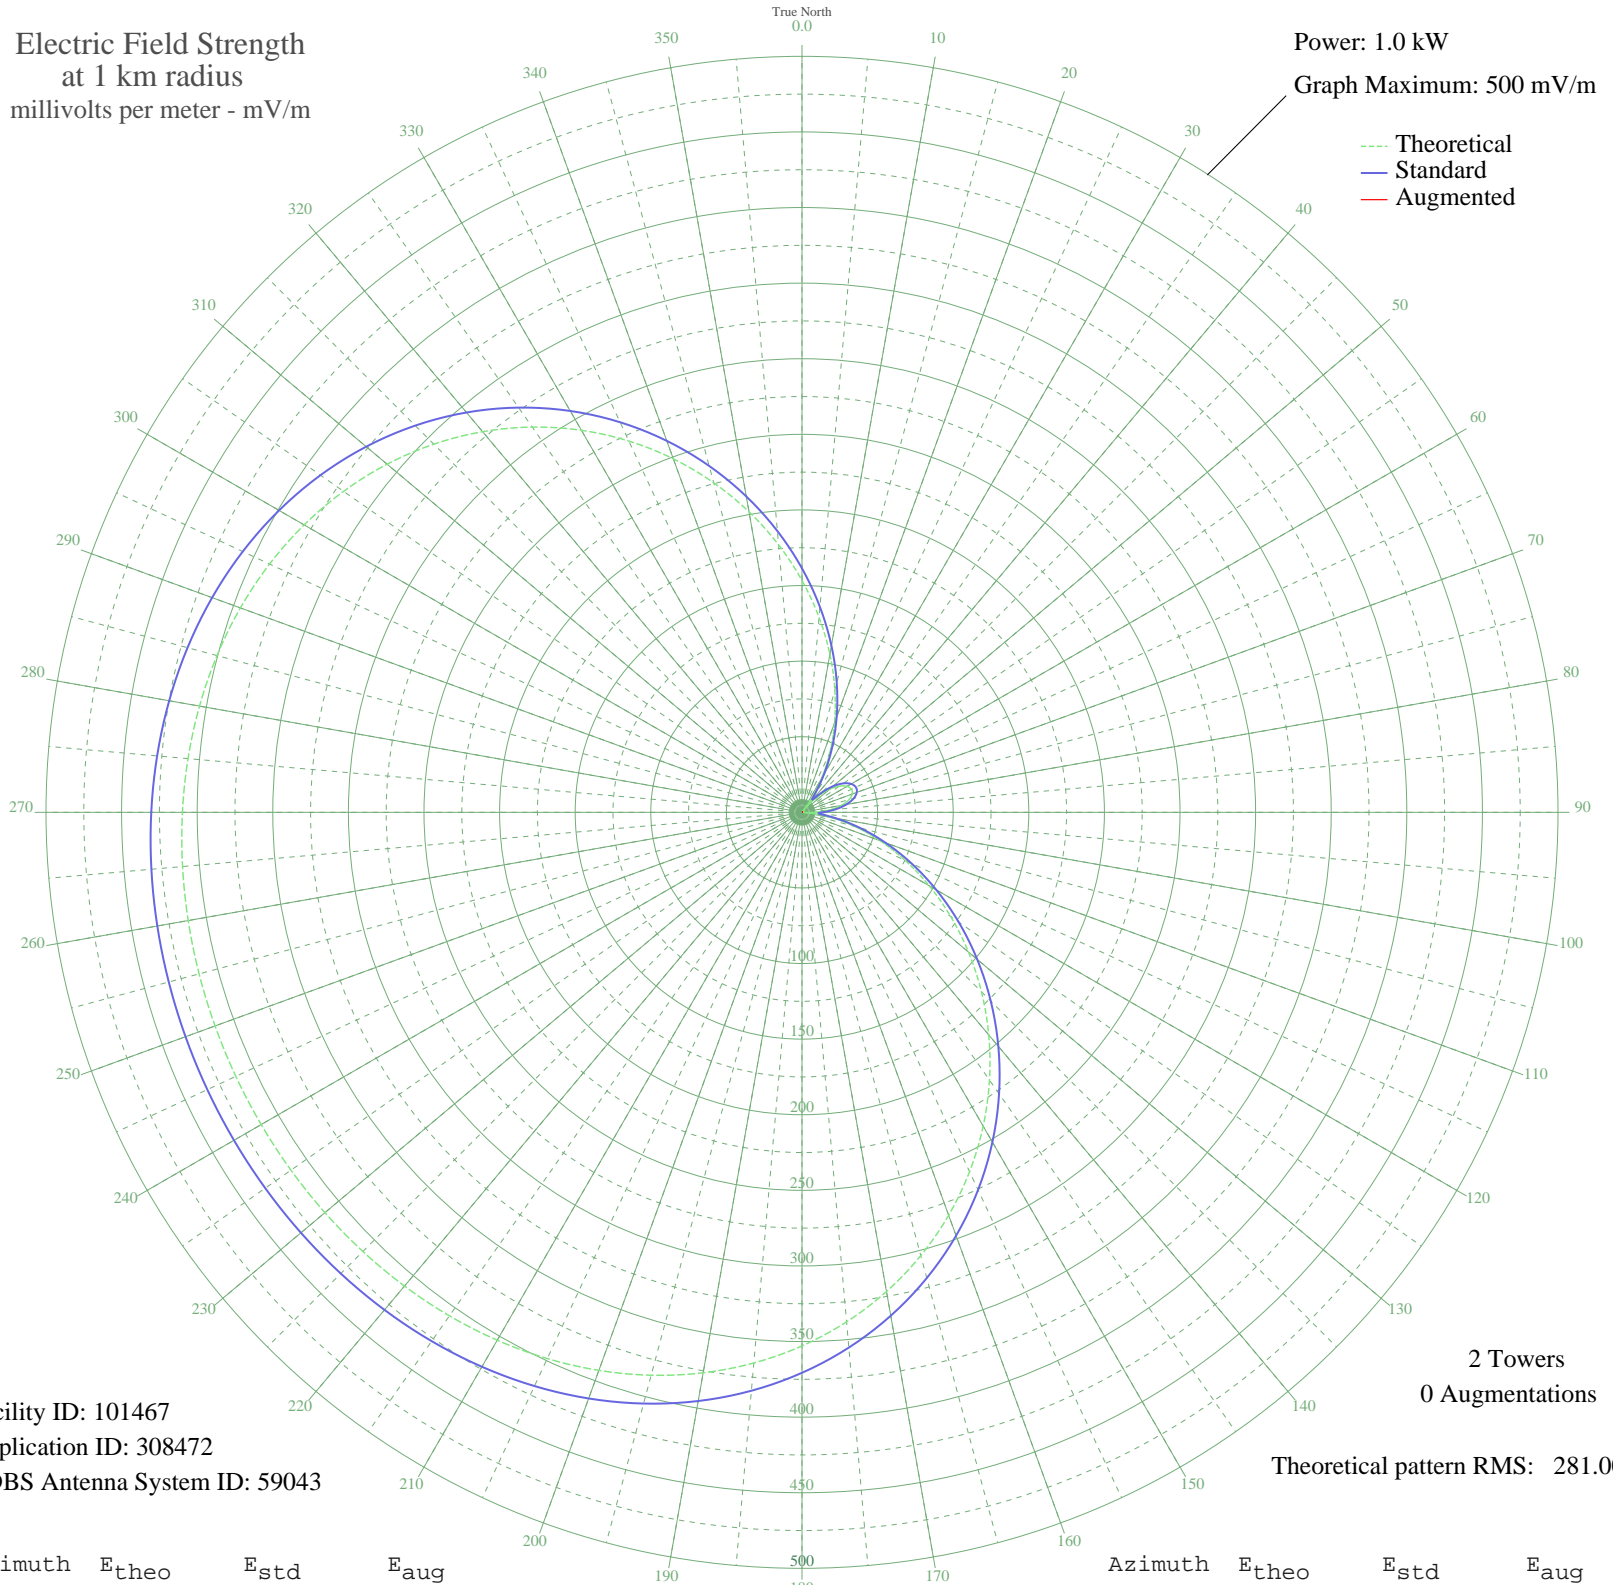 True North
Electric Field Strength
at 1 km radius
millivolts per meter - mV/m
Power: 1.0 kW
Graph Maximum: 500 mV/m
Theoretical
Standard
Augmented
0.0
10
20
30
40
50
60
70
80
90
100
110
120
130
140
150
160
170
190
200
210
220
230
240
250
260
270
280
290
300
310
320
330
340
350
100
150
200
250
300
350
400
450
500
2 Towers
0 Augmentations
cility ID: 101467
plication ID: 308472
DBS Antenna System ID: 59043
Theoretical pattern RMS: 281.00
imuth Etheo Estd Eaug
Azimuth Etheo Estd Eaug